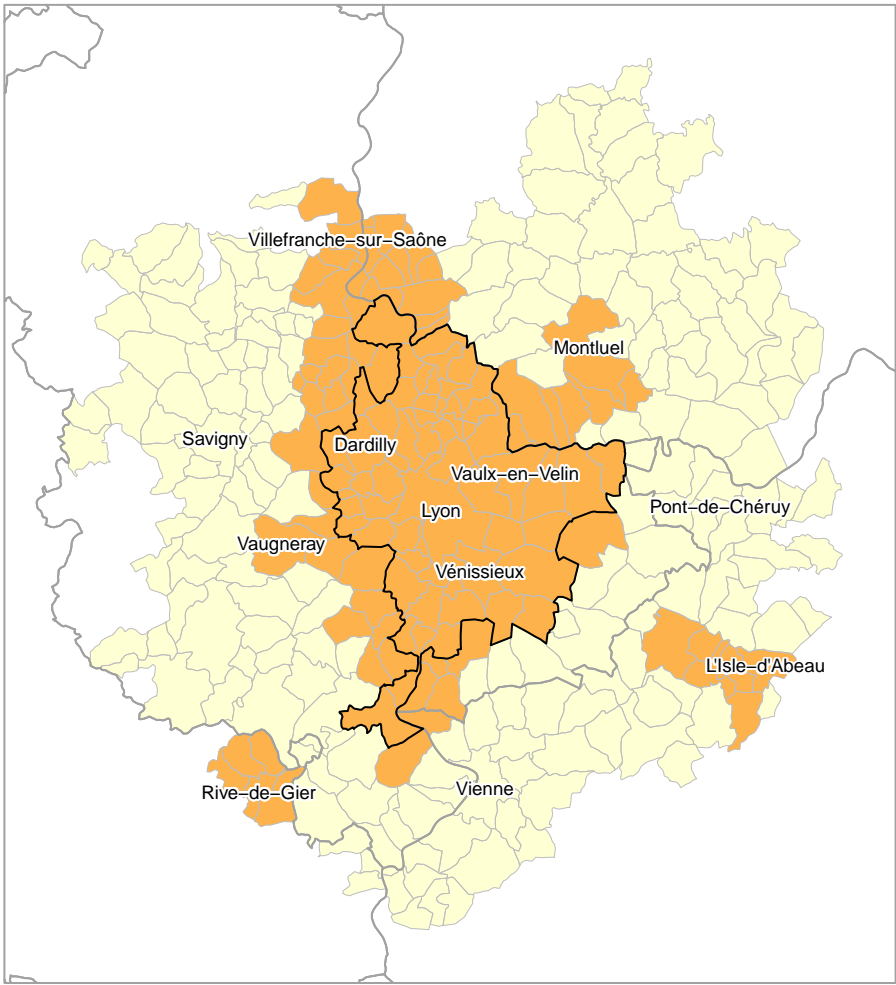 Villefranche−sur−Saône
Montluel
Savigny
Dardilly
Vaulx−en−Velin
Pont−de−Chéruy
Lyon
Vaugneray
Vénissieux
L'Isle−d'Abeau
Vienne
Rive−de−Gier